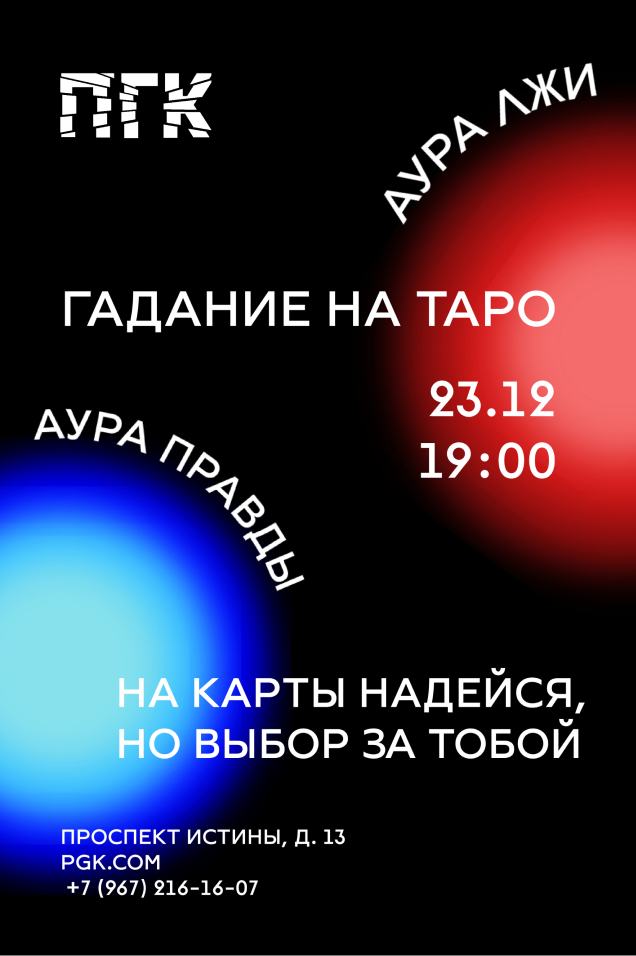 ПГК
АУРА ЛЖИ
ГАДАНИЕ НА ТАРО
23.12
19:00
АУРА ПРАВДЫ
НА КАРТЫ НАДЕЙСЯ,
НО ВЫБОР ЗА ТОБОЙ
ПРОСПЕКТ ИСТИНЫ, Д. 13
PGK.COM
+7 (967) 216-16-07